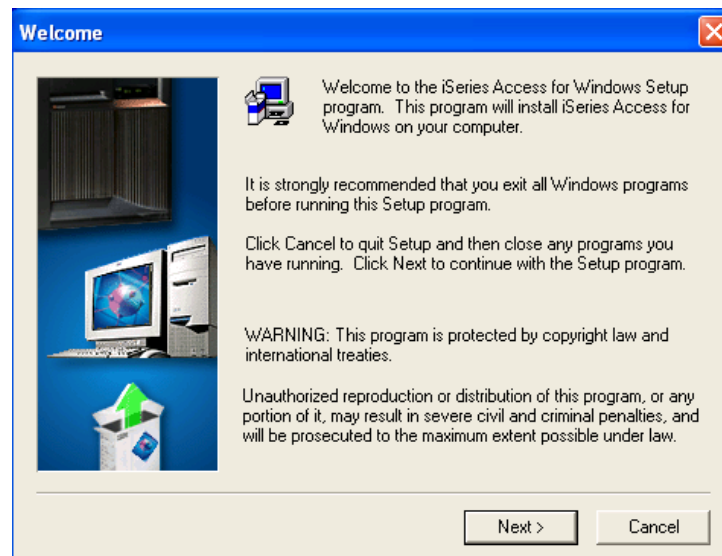 Welcome
Welcome to the iSeries Access for Windows Setup
program.  This program will install iSeries Access for
Windows on your computer.
It is strongly recommended that you exit all Windows programs
before running this Setup program.
Click Cancel to quit Setup and then close any programs you
have running.  Click Next to continue with the Setup program.
WARNING: This program is protected by copyright law and
international treaties.
Unauthorized reproduction or distribution of this program, or any
portion of it, may result in severe civil and criminal penalties, and
will be prosecuted to the maximum extent possible under law.
Next >
Cancel